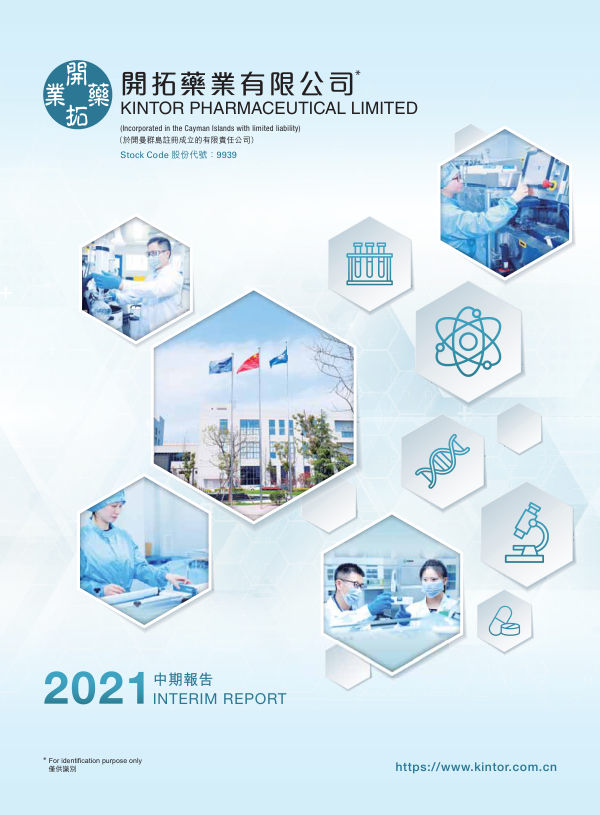 開拓藥業
開拓藥業有限公司*
KINTOR PHARMACEUTICAL LIMITED
(Incorporated in the Cayman Islands with limited liability)
(於開曼群島註冊成立的有限責任公司)
Stock Code 股份代號：9939
2021 中期報告
INTERIM REPORT
* For identification purpose only
僅供識別
https://www.kintor.com.cn